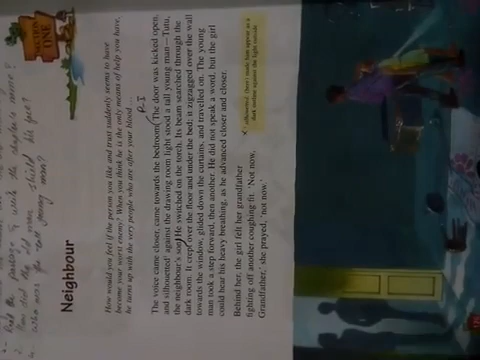 Neighbour
SECTION
ONE
How would you feel if the person you like and trust suddenly seems to have
become your worst enemy? When you think he is the only means of help you have,
he turns up with the very people who are after your blood....
P-I
The voice came closer, came towards the bedroom. The door was kicked open,
and silhouetted¹ against the drawing room light stood a tall young man—Tutu,
the neighbour's son. He switched on the torch. Its beam searched through the
dark room. It crept over the floor and under the bed; it zigzagged over the wall
towards the window, glided down the curtains, and travelled on. The young
man took a step forward, then another. He did not speak a word, but the girl
could hear his heavy breathing, as he advanced closer and closer.
Behind her, the girl felt her grandfather
fighting off another coughing fit. 'Not now,
Grandfather,' she prayed, 'not now.'
silhouetted: (here) made him appear as a
dark outline against the light outside